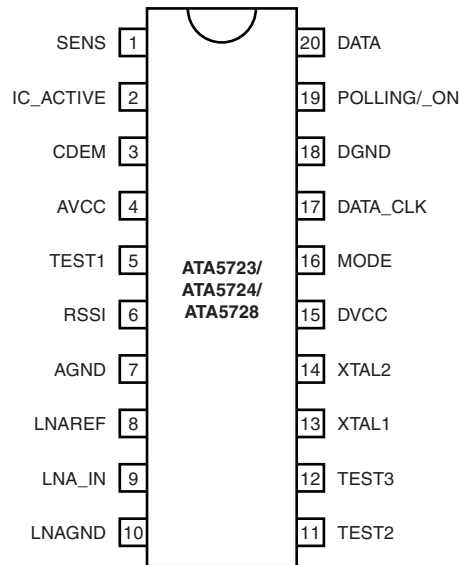 SENS 1 20 DATA
IC_ACTIVE 2 19 POLLING/_ON
CDEM 3 18 DGND
AVCC 4 17 DATA_CLK
TEST1 5 16 MODE
ATA5723/
ATA5724/
ATA5728
RSSI 6 15 DVCC
AGND 7 14 XTAL2
LNAREF 8 13 XTAL1
LNA_IN 9 12 TEST3
LNAGND 10 11 TEST2